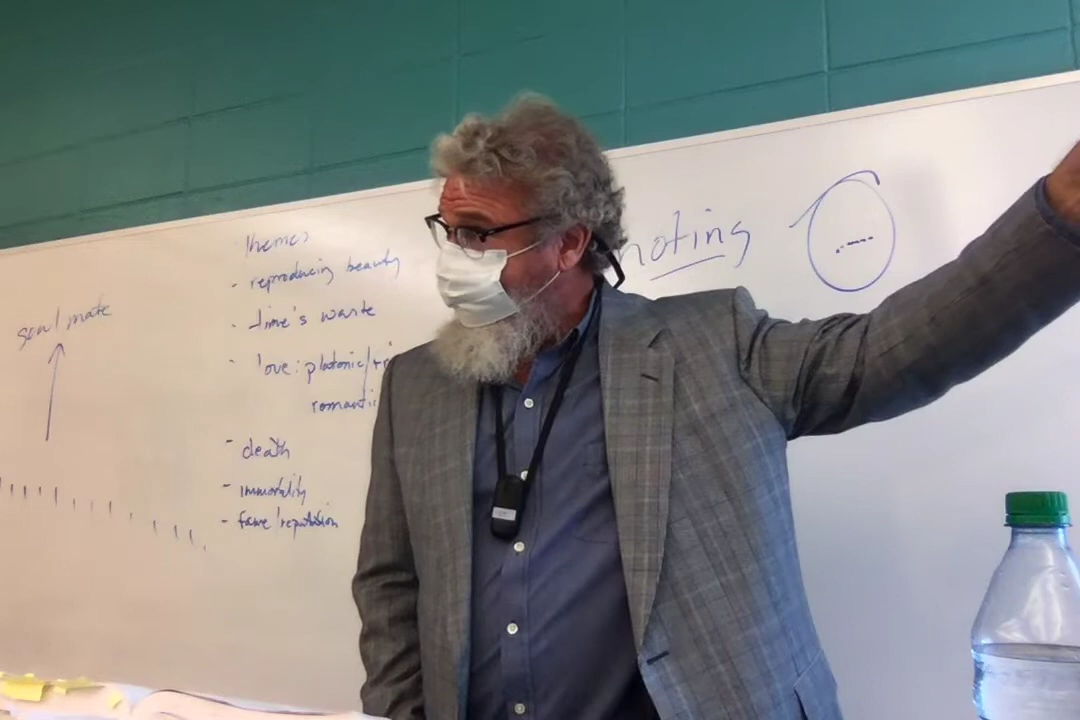 soul mate
themes
- reproducing beauty
- time's waste
- love: platonic/
romantic
- death
- immortality
- fame/reputation
noting